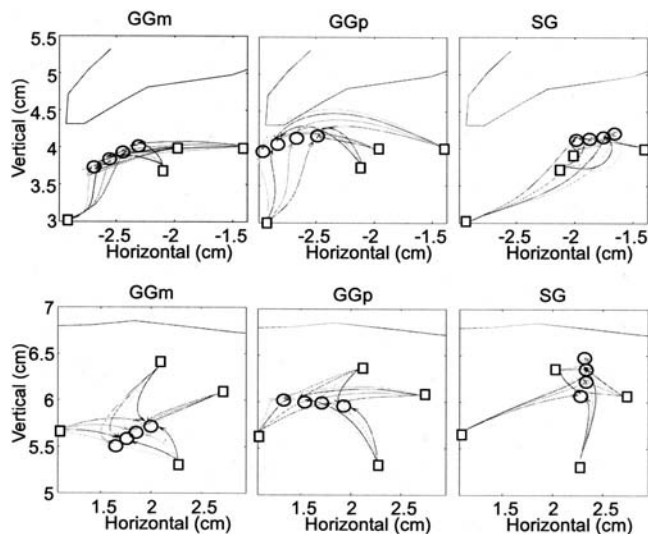 GGm GGp SG
5.5
5
4.5
4
3.5
3
Vertical (cm)
-2.5 -2 -1.5 -2.5 -2 -1.5 -2.5 -2 -1.5
Horizontal (cm) Horizontal (cm) Horizontal (cm)
GGm GGp SG
7
6.5
6
5.5
5
Vertical (cm)
1.5 2 2.5 1.5 2 2.5 1.5 2 2.5
Horizontal (cm) Horizontal (cm) Horizontal (cm)